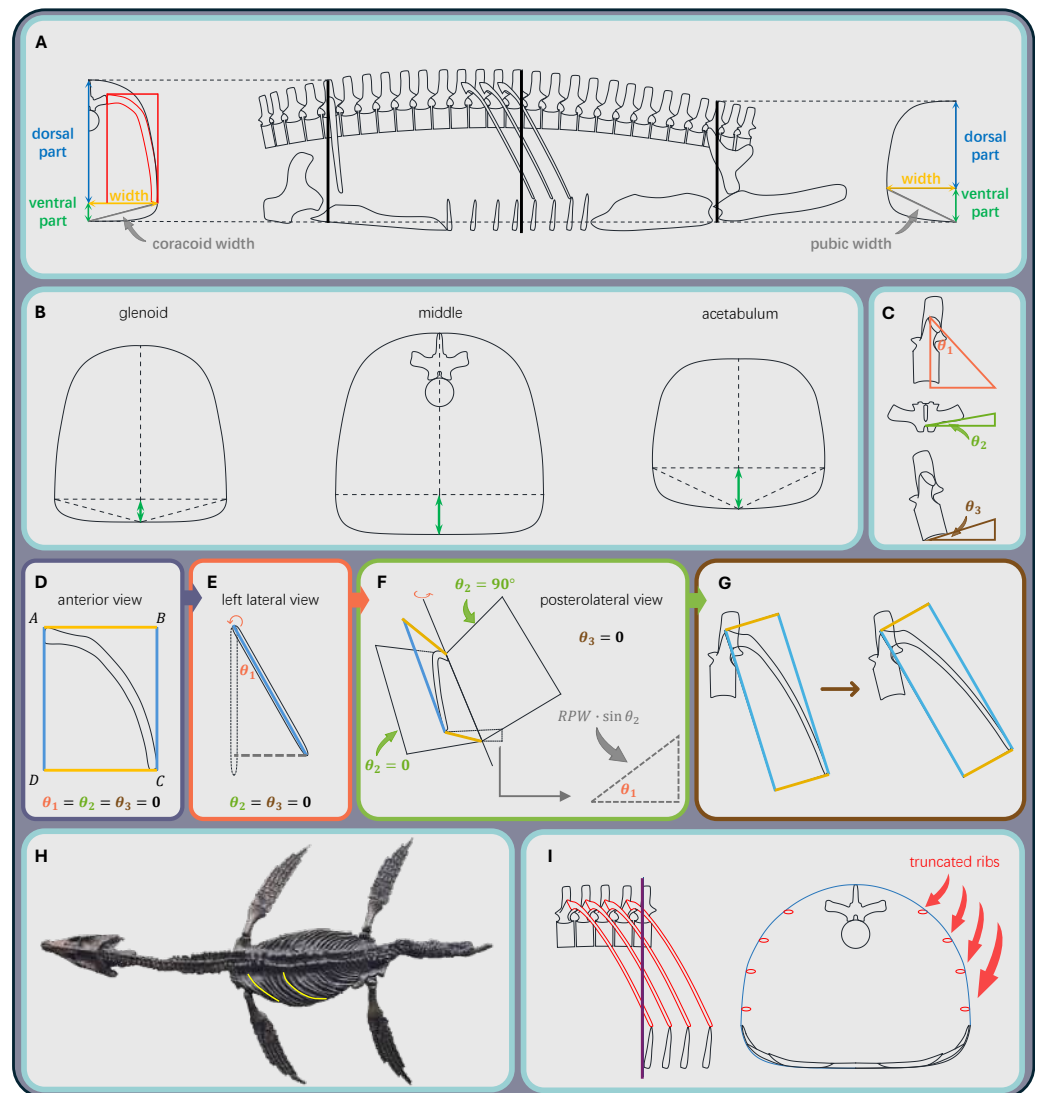 A
dorsal
part
ventral
part
width
coracoid width
width
dorsal
part
ventral
part
pubic width
B
glenoid
middle
acetabulum
C
θ₁
θ₂
θ₃
D
anterior view
A
B
D
C
θ₁ = θ₂ = θ₃ = 0
E
left lateral view
θ₁
θ₂ = θ₃ = 0
F
θ₂ = 90°
posterolateral view
θ₃ = 0
RPW · sin θ₂
θ₂ = 0
θ₁
G
H
I
truncated ribs